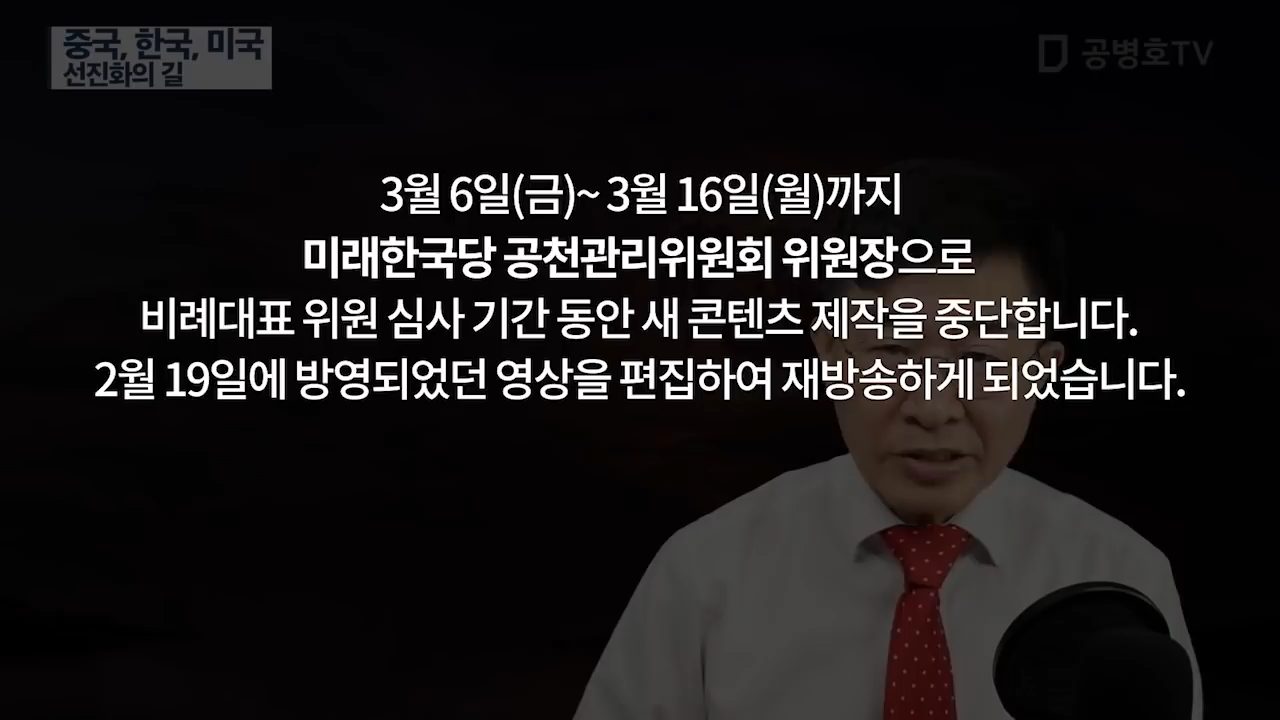 중국, 한국, 미국
선진화의 길
공병호TV
3월 6일(금)~ 3월 16일(월)까지
미래한국당 공천관리위원회 위원장으로
비례대표 위원 심사 기간 동안 새 콘텐츠 제작을 중단합니다.
2월 19일에 방영되었던 영상을 편집하여 재방송하게 되었습니다.